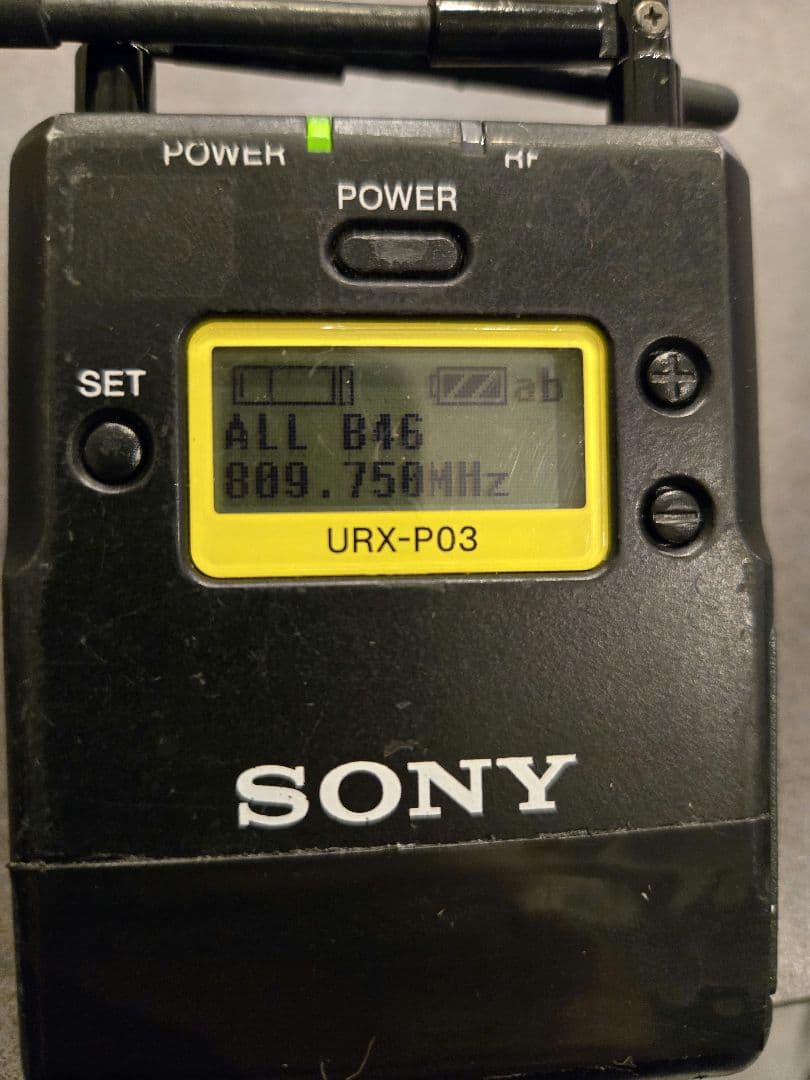 POWER RF
POWER
SET
ab
ALL B46
809.750MHz
URX-P03
SONY